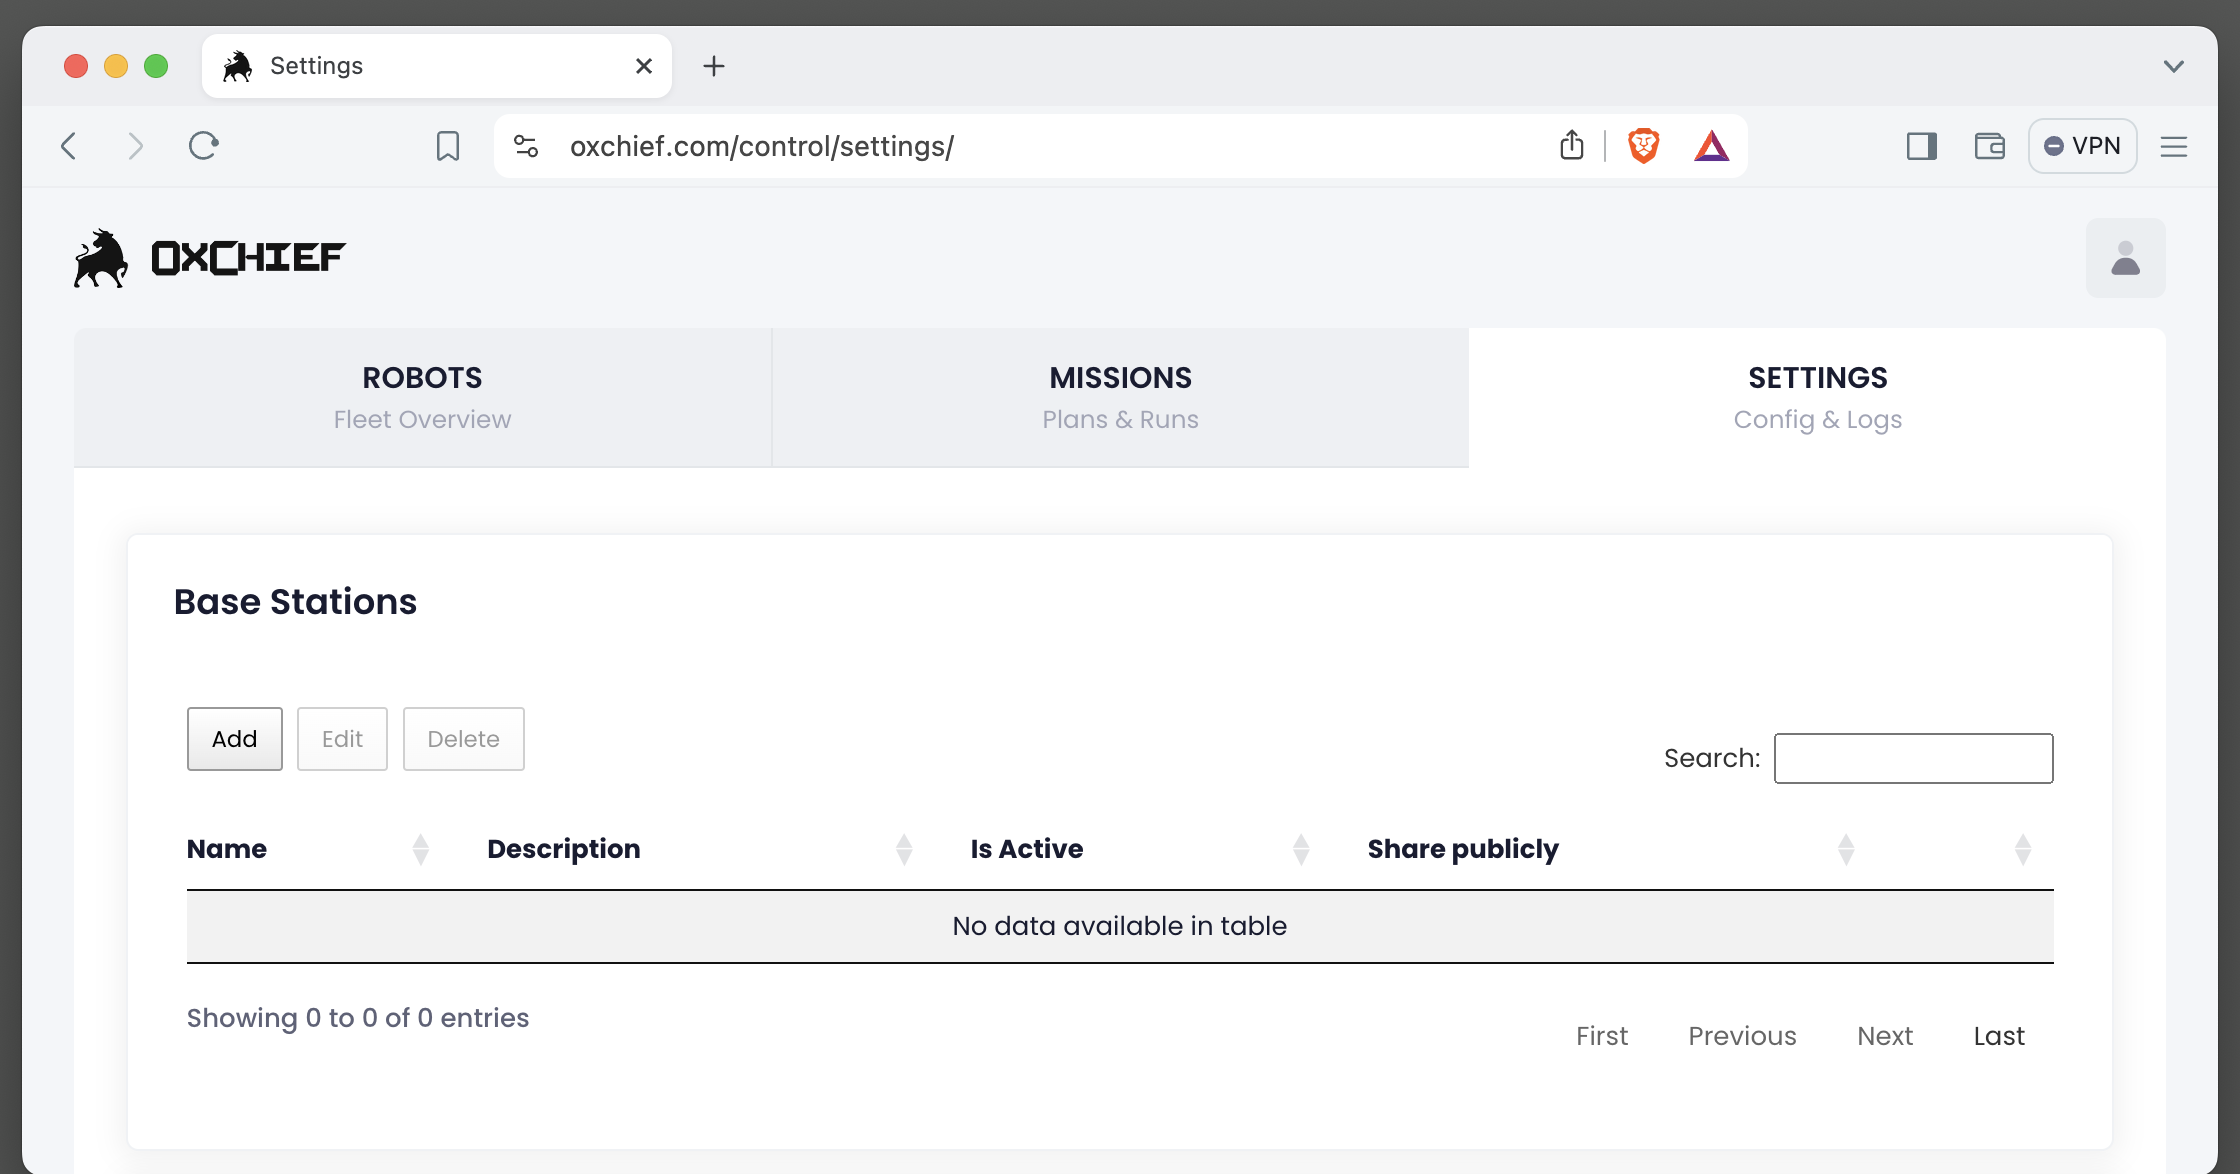 Settings
oxchief.com/control/settings/
VPN
OXCHIEF
ROBOTS
Fleet Overview
MISSIONS
Plans & Runs
SETTINGS
Config & Logs
Base Stations
Add Edit Delete
Search:
Name Description Is Active Share publicly
No data available in table
Showing 0 to 0 of 0 entries
First Previous Next Last